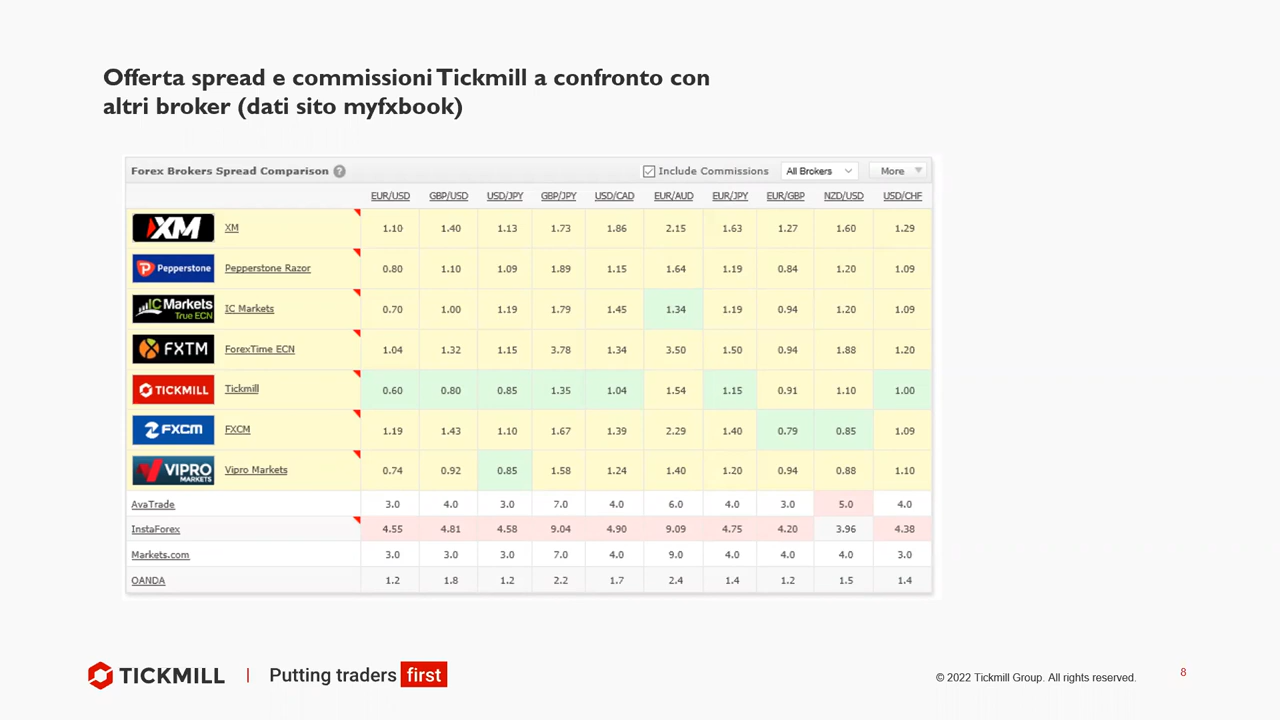 Offerta spread e commissioni Tickmill a confronto con
altri broker (dati sito myfxbook)
Forex Brokers Spread Comparison ? Include Commissions All Brokers More
EUR/USD GBP/USD USD/JPY GBP/JPY USD/CAD EUR/AUD EUR/JPY EUR/GBP NZD/USD USD/CHF
XM XM 1.10 1.40 1.13 1.73 1.86 2.15 1.63 1.27 1.60 1.29
Pepperstone Pepperstone Razor 0.80 1.10 1.09 1.89 1.15 1.64 1.19 0.84 1.20 1.09
IC Markets True ECN IC Markets 0.70 1.00 1.19 1.79 1.45 1.34 1.19 0.94 1.20 1.09
FXTM ForexTime ECN 1.04 1.32 1.15 3.78 1.34 3.50 1.50 0.94 1.88 1.20
TICKMILL Tickmill 0.60 0.80 0.85 1.35 1.04 1.54 1.15 0.91 1.10 1.00
FXCM FXCM 1.19 1.43 1.10 1.67 1.39 2.29 1.40 0.79 0.85 1.09
VIPRO MARKETS Vipro Markets 0.74 0.92 0.85 1.58 1.24 1.40 1.20 0.94 0.88 1.10
AvaTrade 3.0 4.0 3.0 7.0 4.0 6.0 4.0 3.0 5.0 4.0
InstaForex 4.55 4.81 4.58 9.04 4.90 9.09 4.75 4.20 3.96 4.38
Markets.com 3.0 3.0 3.0 7.0 4.0 9.0 4.0 4.0 4.0 3.0
OANDA 1.2 1.8 1.2 2.2 1.7 2.4 1.4 1.2 1.5 1.4
TICKMILL | Putting traders first
© 2022 Tickmill Group. All rights reserved.
8